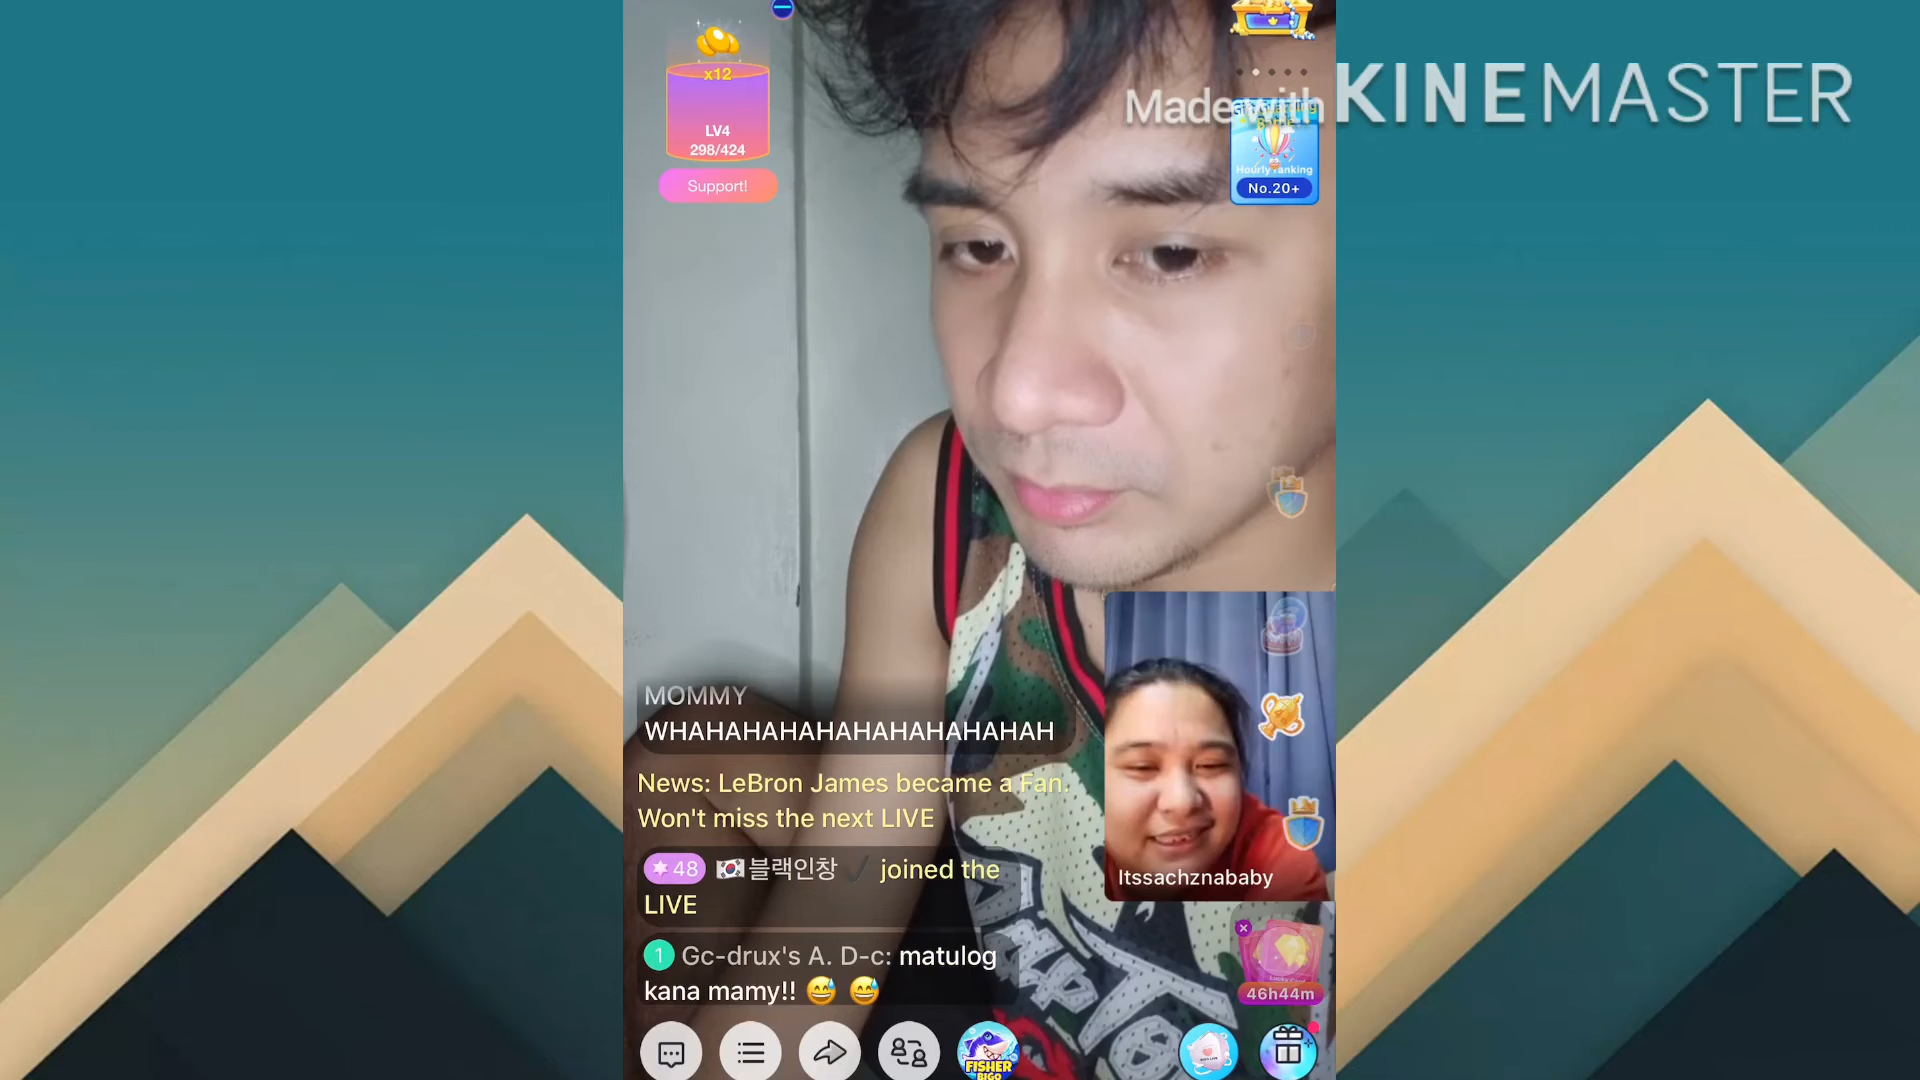 x12
LV4
298/424
Support!
Made with KINEMASTER
Hourly ranking
No.20+
MOMMY
WHAHAHAHAHAHAHAHAHAHAH
News: LeBron James became a Fan.
Won't miss the next LIVE
48 블랙인창 joined the
LIVE
1 Gc-drux's A. D-c: matulog
kana mamy!! 😅 😅
Itssachznababy
46h44m
FISHER
BIGO